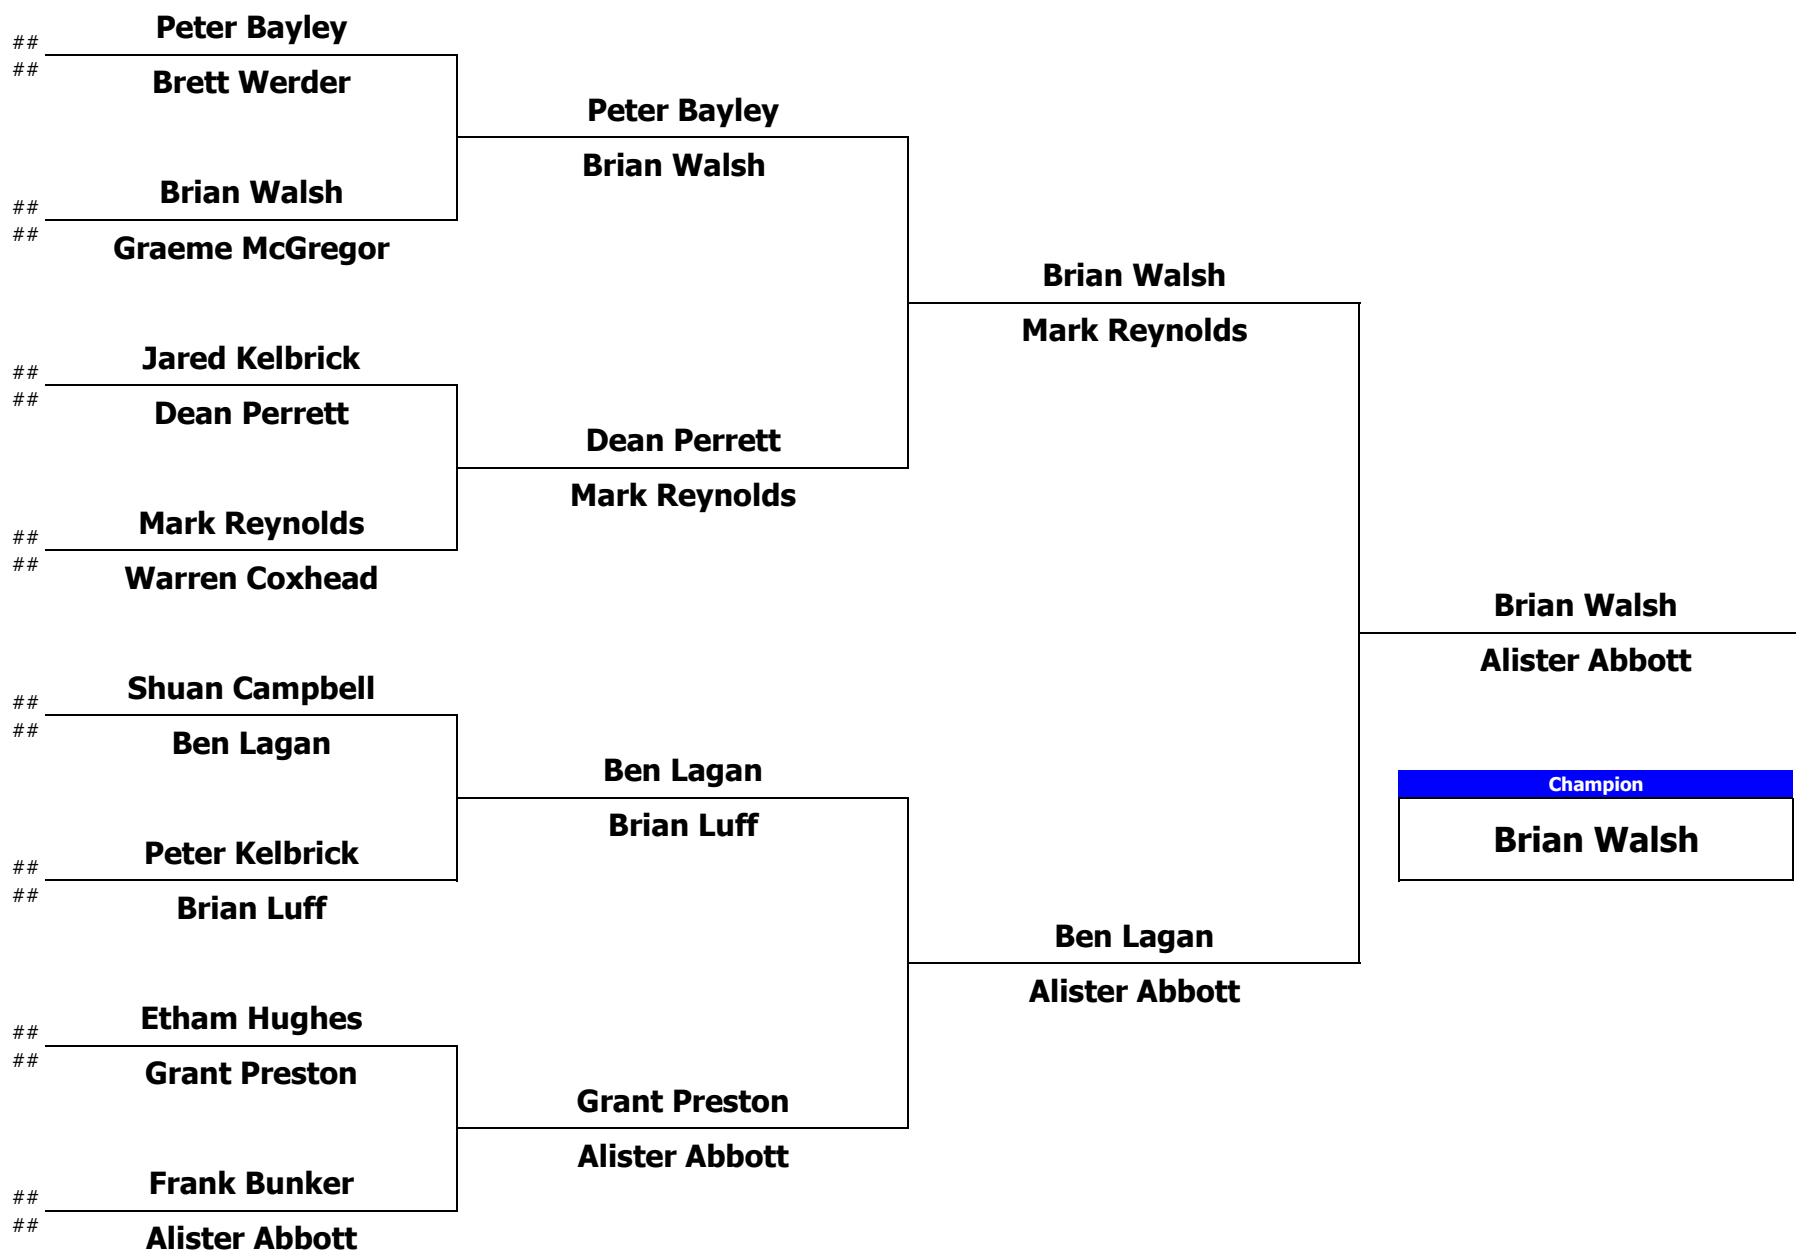 ##
Peter Bayley
##
Brett Werder
Peter Bayley
Brian Walsh
##
Brian Walsh
##
Graeme McGregor
Brian Walsh
Mark Reynolds
##
Jared Kelbrick
##
Dean Perrett
Dean Perrett
Mark Reynolds
##
Mark Reynolds
##
Warren Coxhead
Brian Walsh
Alister Abbott
##
Shuan Campbell
##
Ben Lagan
Ben Lagan
Brian Luff
Champion
Brian Walsh
##
Peter Kelbrick
##
Brian Luff
Ben Lagan
Alister Abbott
##
Etham Hughes
##
Grant Preston
Grant Preston
Alister Abbott
##
Frank Bunker
##
Alister Abbott